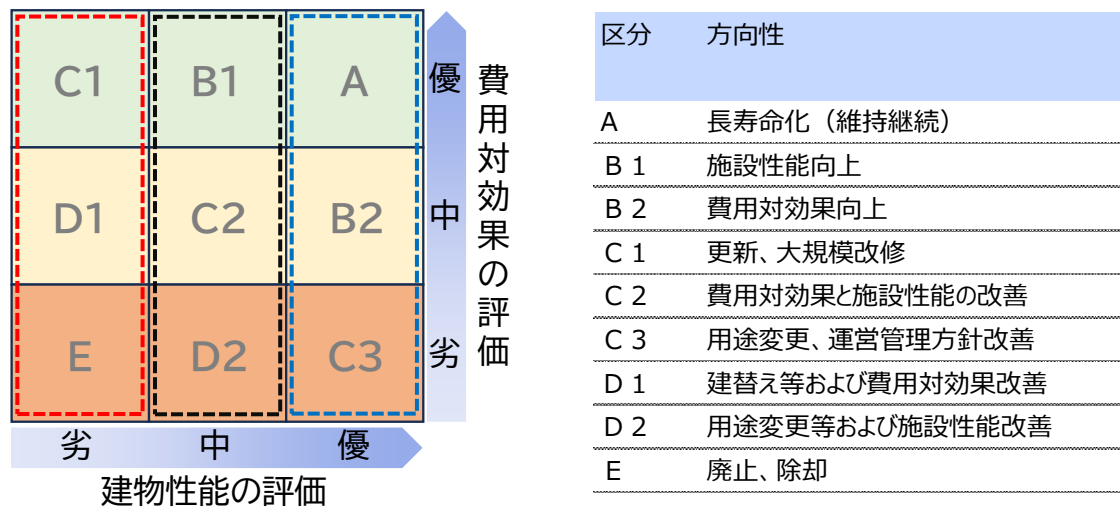 C1 B1 A
D1 C2 B2
E D2 C3
優
中
劣
費用対効果の評価
劣 中 優
建物性能の評価
区分 方向性
A 長寿命化（維持継続）
B１ 施設性能向上
B２ 費用対効果向上
C１ 更新、大規模改修
C２ 費用対効果と施設性能の改善
C３ 用途変更、運営管理方針改善
D１ 建替え等および費用対効果改善
D２ 用途変更等および施設性能改善
E 廃止、除却